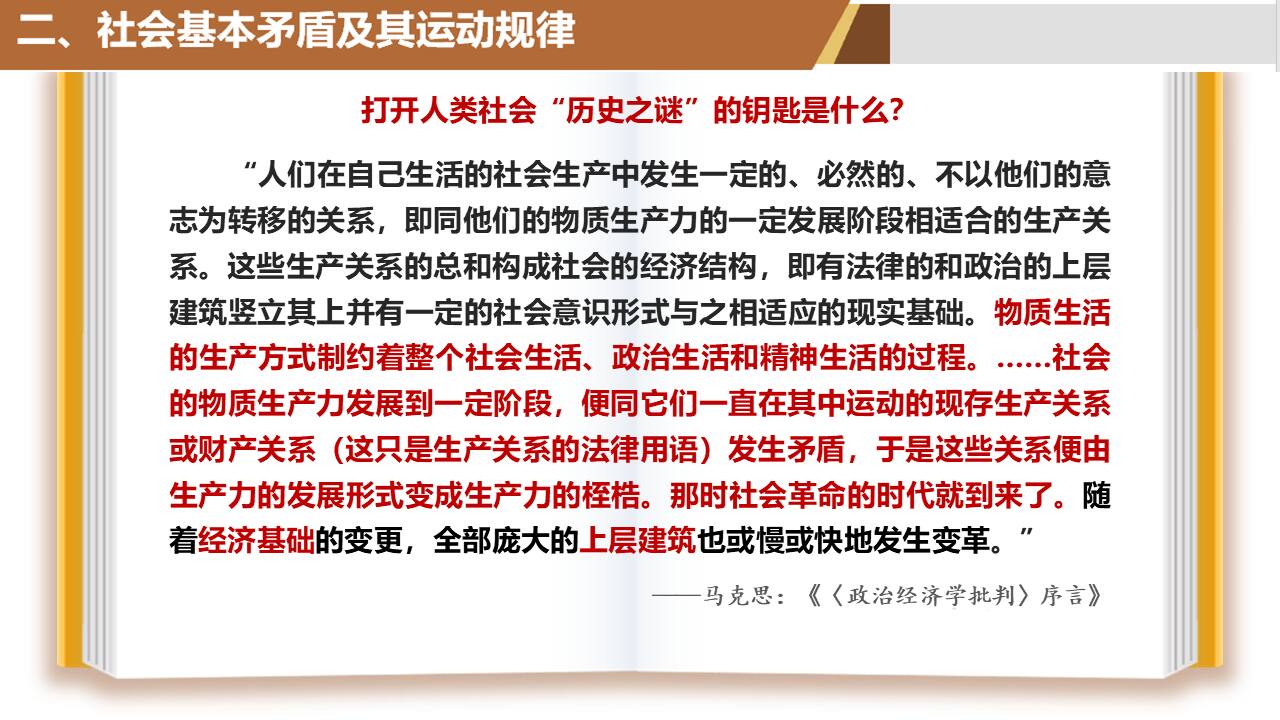 二、社会基本矛盾及其运动规律
打开人类社会“历史之谜”的钥匙是什么？
“人们在自己生活的社会生产中发生一定的、必然的、不以他们的意
志为转移的关系，即同他们的物质生产力的一定发展阶段相适合的生产关
系。这些生产关系的总和构成社会的经济结构，即有法律的和政治的上层
建筑竖立其上并有一定的社会意识形式与之相适应的现实基础。物质生活
的生产方式制约着整个社会生活、政治生活和精神生活的过程。……社会
的物质生产力发展到一定阶段，便同它们一直在其中运动的现存生产关系
或财产关系（这只是生产关系的法律用语）发生矛盾，于是这些关系便由
生产力的发展形式变成生产力的桎梏。那时社会革命的时代就到来了。随
着经济基础的变更，全部庞大的上层建筑也或慢或快地发生变革。”
——马克思：《〈政治经济学批判〉序言》